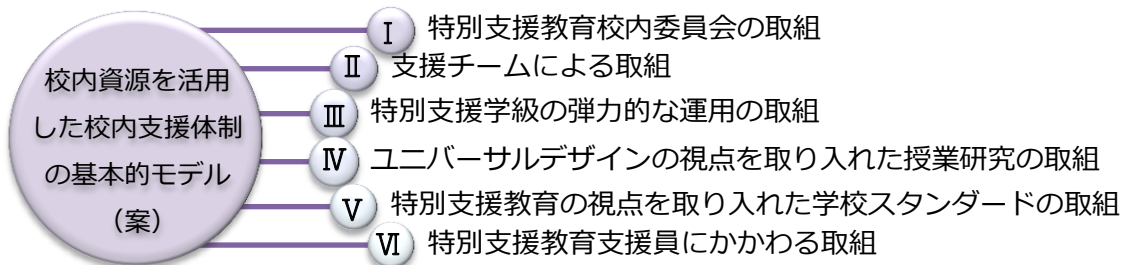 校内資源を活用
した校内支援体制
の基本的モデル
（案）
Ⅰ 特別支援教育校内委員会の取組
Ⅱ 支援チームによる取組
Ⅲ 特別支援学級の弾力的な運用の取組
Ⅳ ユニバーサルデザインの視点を取り入れた授業研究の取組
Ⅴ 特別支援教育の視点を取り入れた学校スタンダードの取組
Ⅵ 特別支援教育支援員にかかわる取組